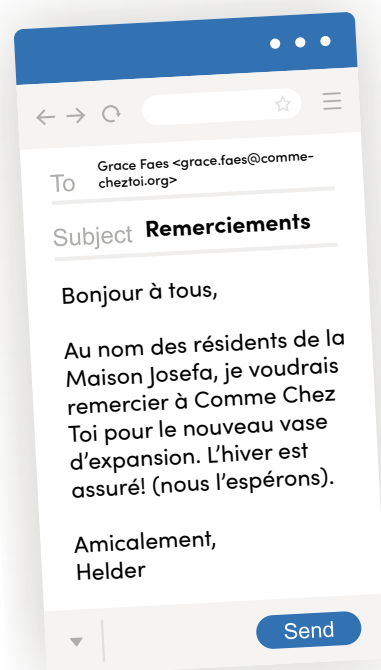 To Grace Faes <grace.faes@comme-
cheztoi.org>
Subject Remerciements
Bonjour à tous,
Au nom des résidents de la
Maison Josefa, je voudrais
remercier à Comme Chez
Toi pour le nouveau vase
d’expansion. L’hiver est
assuré! (nous l’espérons).
Amicalement,
Helder
Send